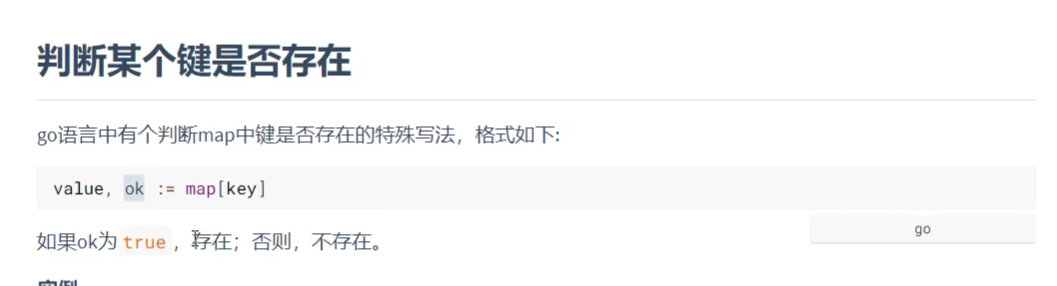 判断某个键是否存在
go语言中有个判断map中键是否存在的特殊写法，格式如下:
value, ok := map[key]
go
如果ok为 true ，存在；否则，不存在。
实例